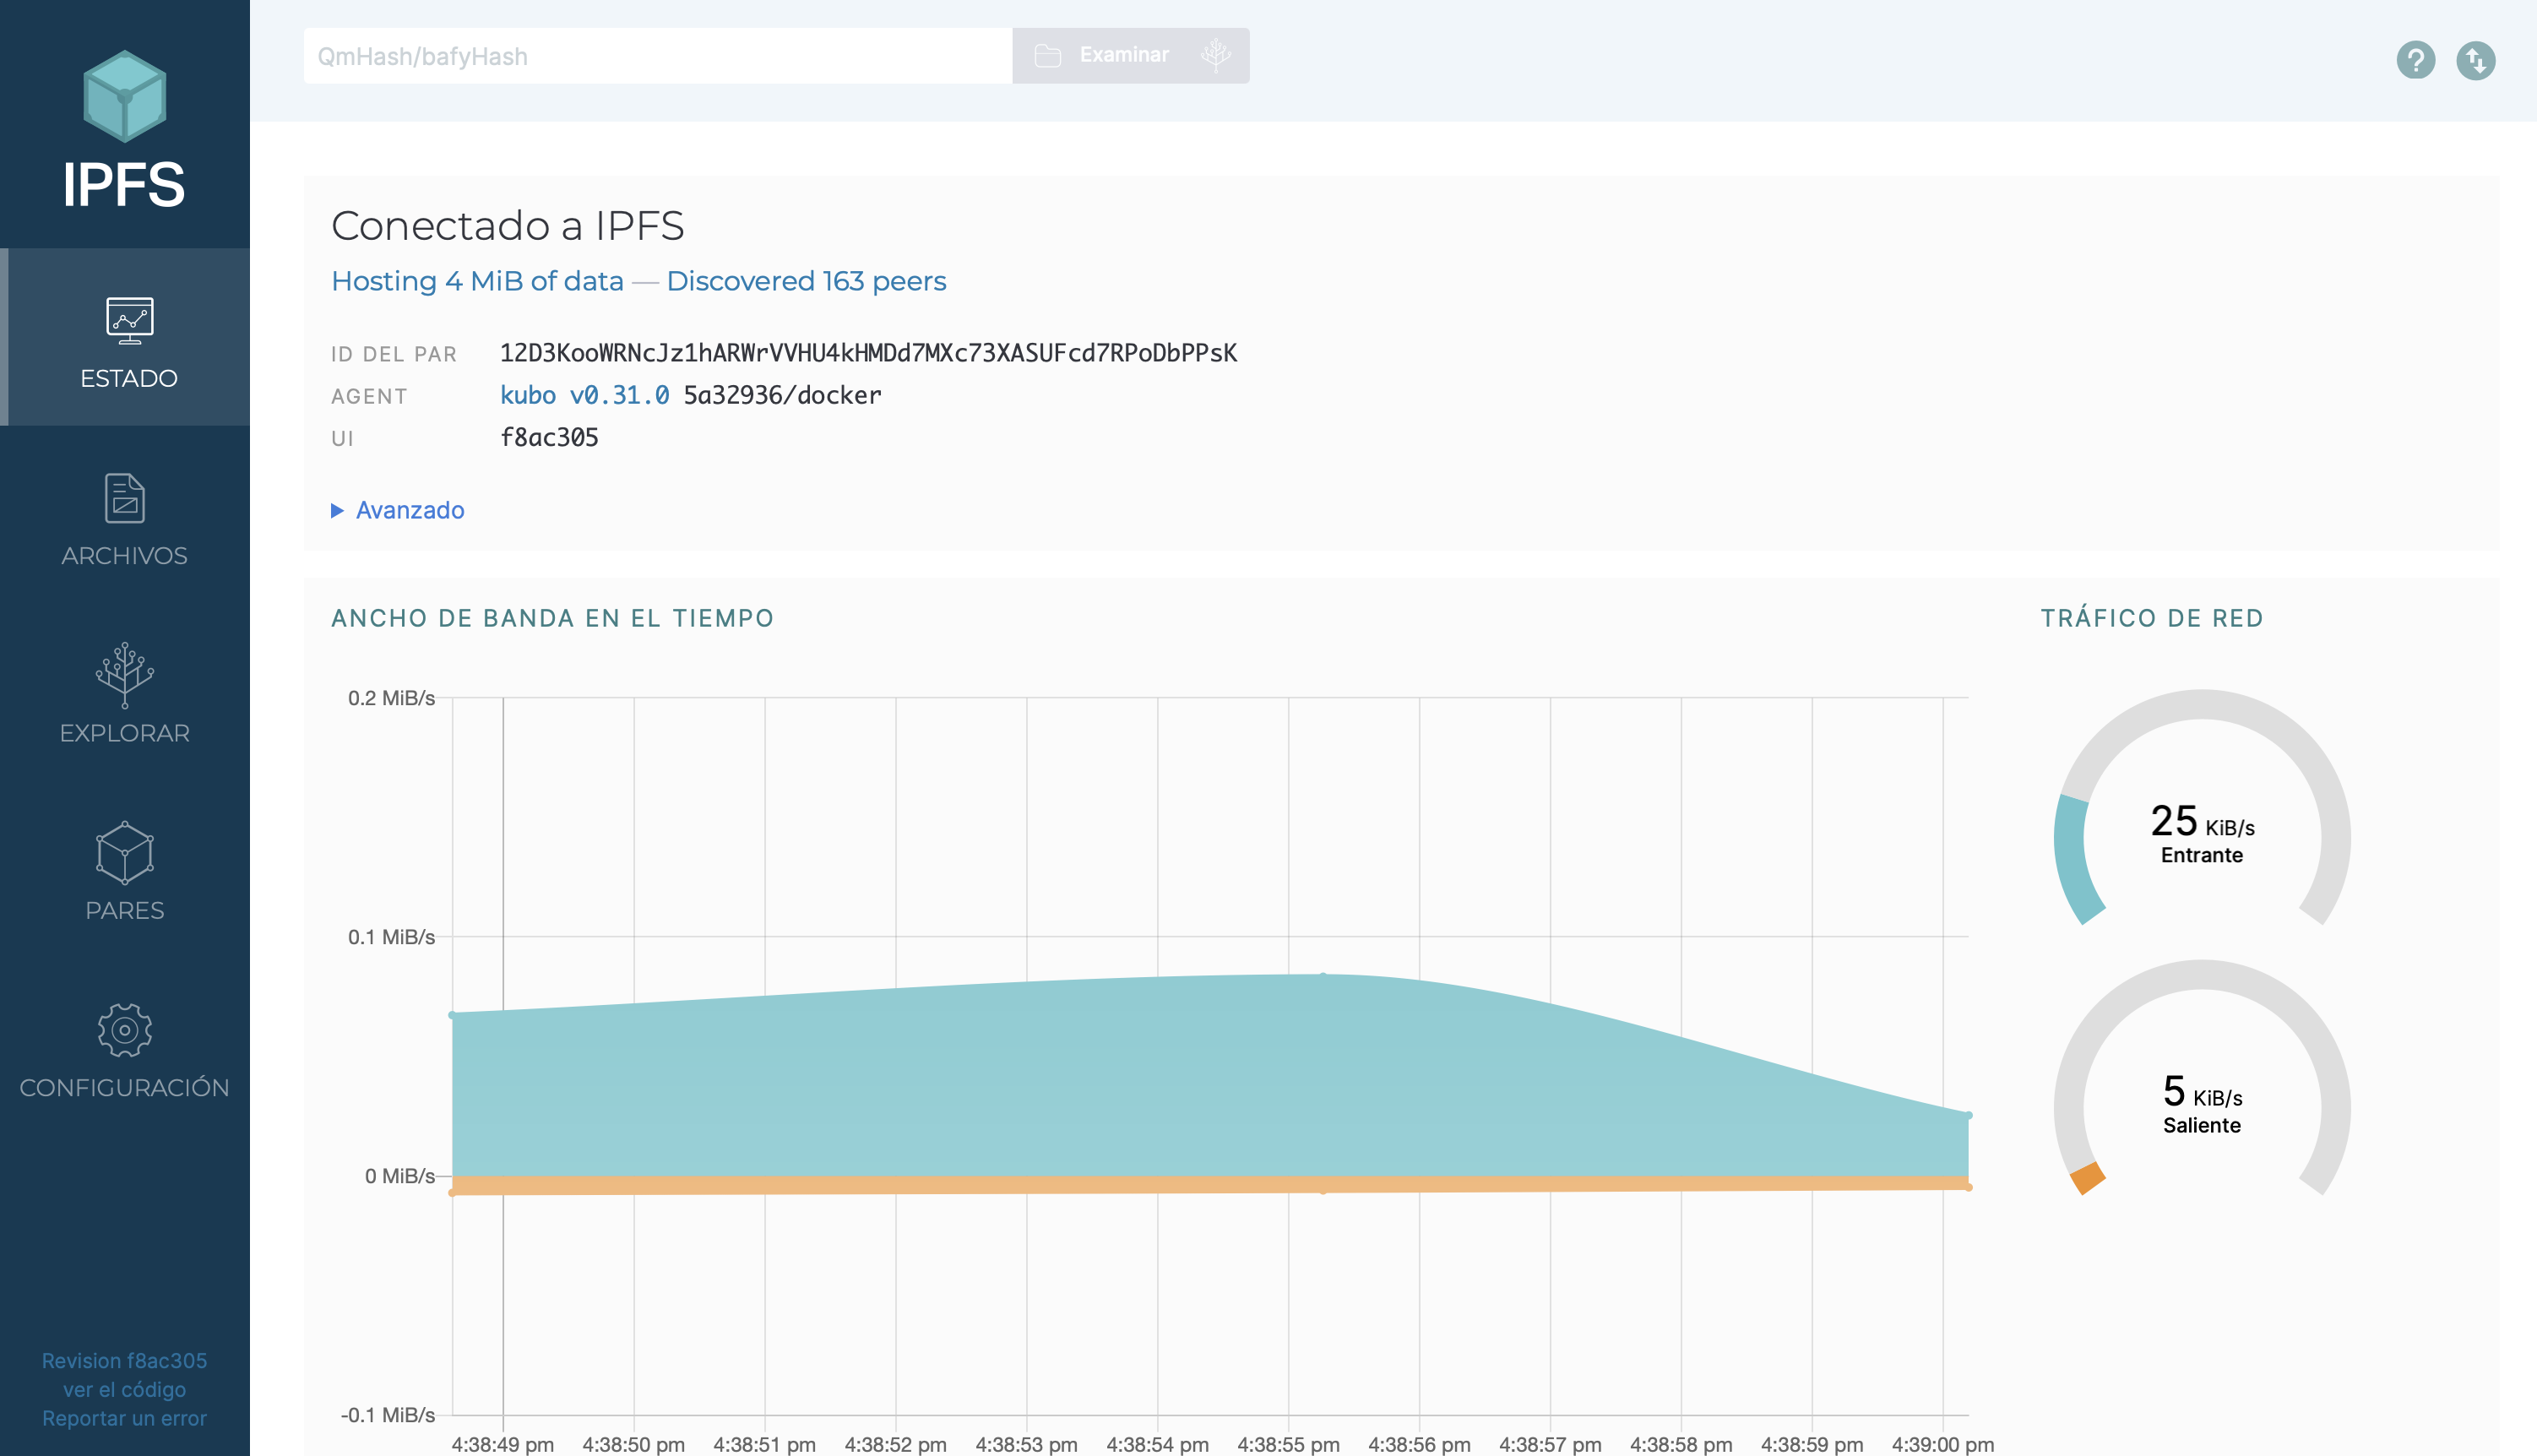 IPFS
ESTADO
ARCHIVOS
EXPLORAR
PARES
CONFIGURACIÓN
Revision f8ac305
ver el código
Reportar un error
QmHash/bafyHash
Examinar
?
Conectado a IPFS
Hosting 4 MiB of data — Discovered 163 peers
ID DEL PAR 12D3KooWRNcJz1hARWrVVHU4kHMDd7MXc73XASUFcd7RPoDbPPsK
AGENT kubo v0.31.0 5a32936/docker
UI f8ac305
Avanzado
ANCHO DE BANDA EN EL TIEMPO
0.2 MiB/s
0.1 MiB/s
0 MiB/s
-0.1 MiB/s
4:38:49 pm 4:38:50 pm 4:38:51 pm 4:38:52 pm 4:38:53 pm 4:38:54 pm 4:38:55 pm 4:38:56 pm 4:38:57 pm 4:38:58 pm 4:38:59 pm 4:39:00 pm
TRÁFICO DE RED
25 KiB/s
Entrante
5 KiB/s
Saliente